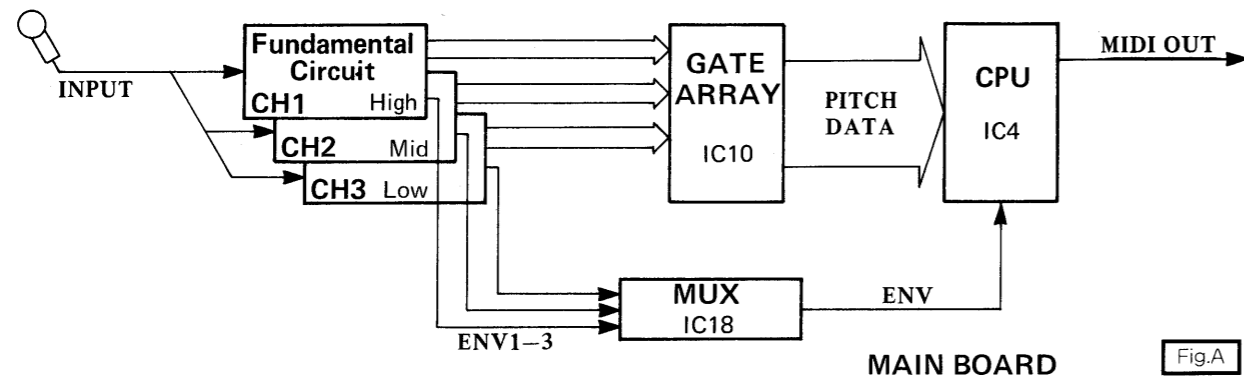 Fundamental
Circuit
CH1 High
CH2 Mid
CH3 Low
INPUT
GATE
ARRAY
IC10
PITCH
DATA
CPU
IC4
MIDI OUT
MUX
IC18
ENV
ENV1–3
MAIN BOARD
Fig.A